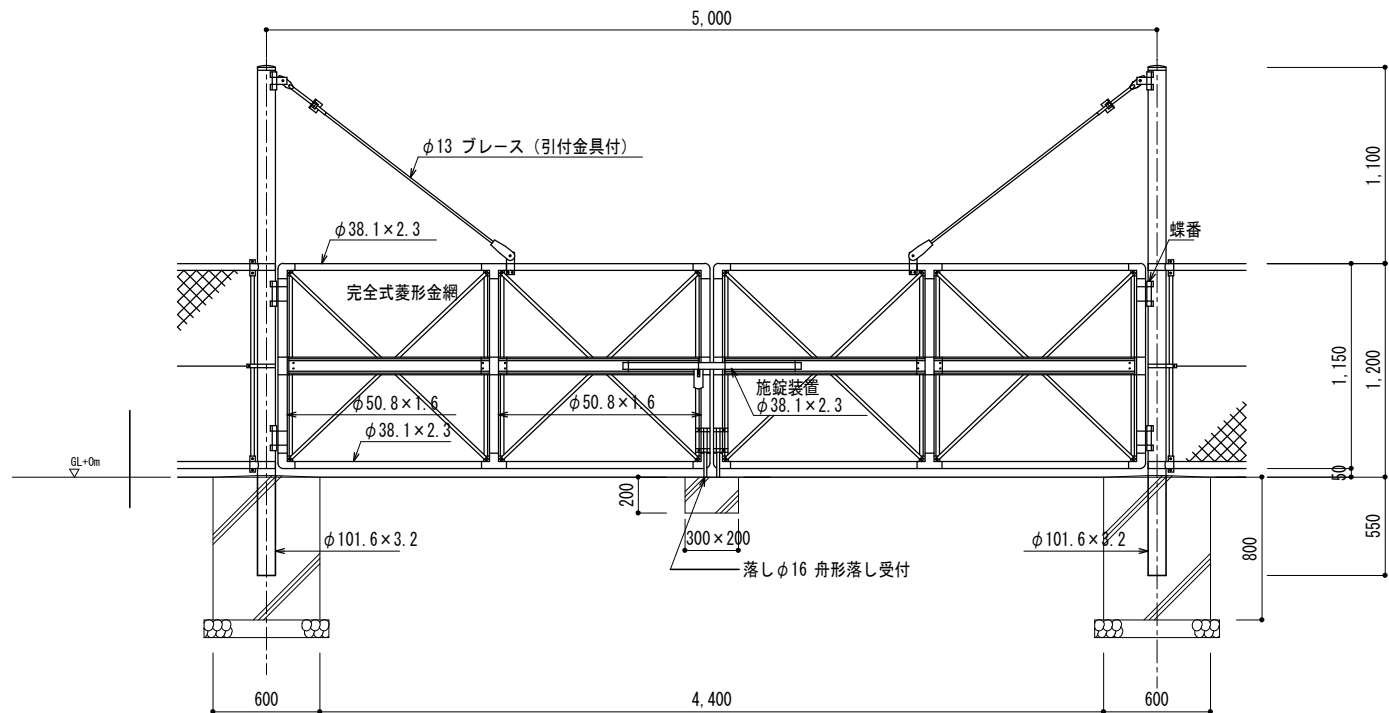 5,000
φ13 ブレース（引付金具付）
1,100
φ38.1×2.3
蝶番
完全式菱形金網
1,150
1,200
施錠装置
φ50.8×1.6
φ50.8×1.6
φ38.1×2.3
φ38.1×2.3
GL+0m
50
200
300×200
φ101.6×3.2
φ101.6×3.2
550
800
落しφ16 舟形落し受付
600
4,400
600